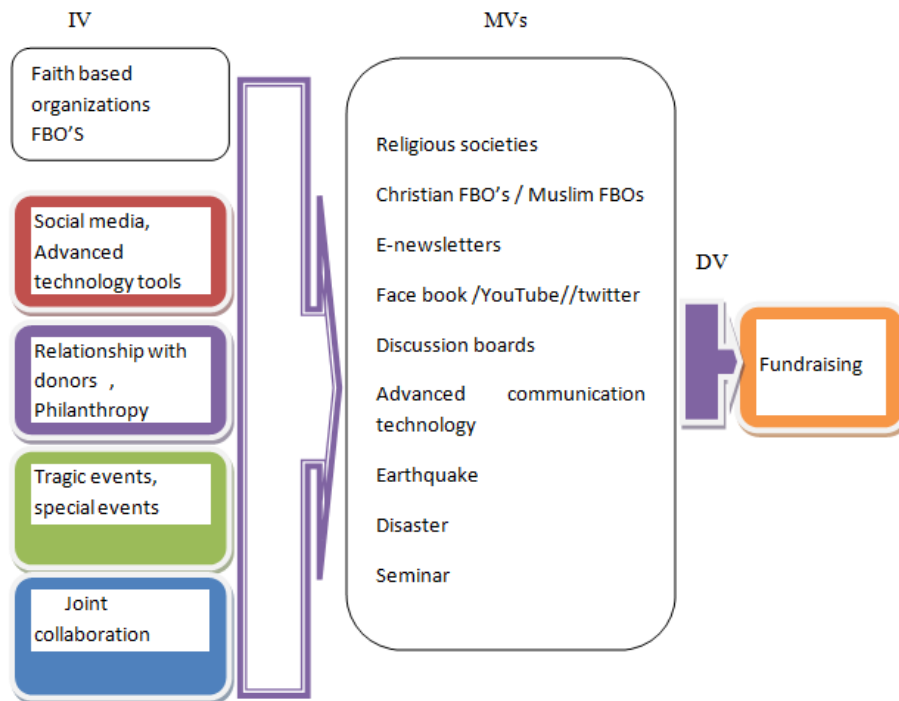 IV
Faith based
organizations
FBO'S
Social media,
Advanced
technology tools
Relationship with
donors , 
Philanthropy
Tragic events,
special events
Joint
collaboration
MVs
Religious societies
Christian FBO's / Muslim FBOs
E-newsletters
Face book /YouTube//twitter
Discussion boards
Advanced communication
technology
Earthquake
Disaster
Seminar
DV
Fundraising